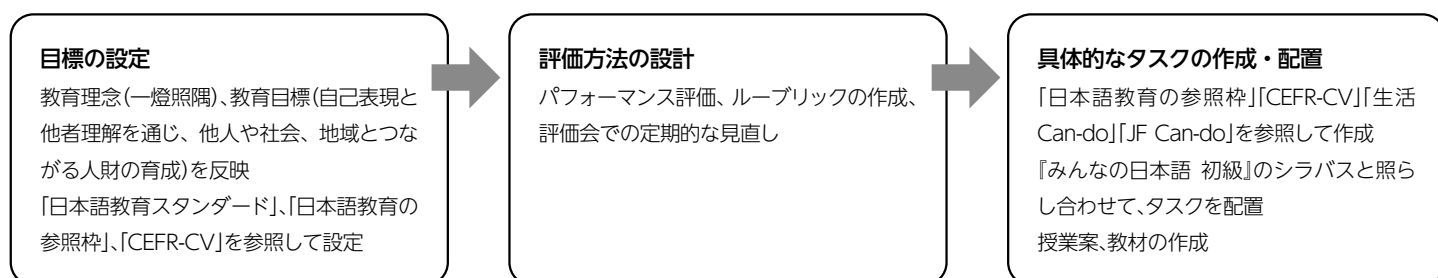 目標の設定
教育理念(一燈照隅)、教育目標(自己表現と
他者理解を通じ、他人や社会、地域とつな
がる人財の育成)を反映
「日本語教育スタンダード」、「日本語教育の
参照枠」、「CEFR-CV」を参照して設定
評価方法の設計
パフォーマンス評価、ルーブリックの作成、
評価会での定期的な見直し
具体的なタスクの作成・配置
「日本語教育の参照枠」「CEFR-CV」「生活
Can-do」「JF Can-do」を参照して作成
『みんなの日本語 初級』のシラバスと照ら
し合わせて、タスクを配置
授業案、教材の作成